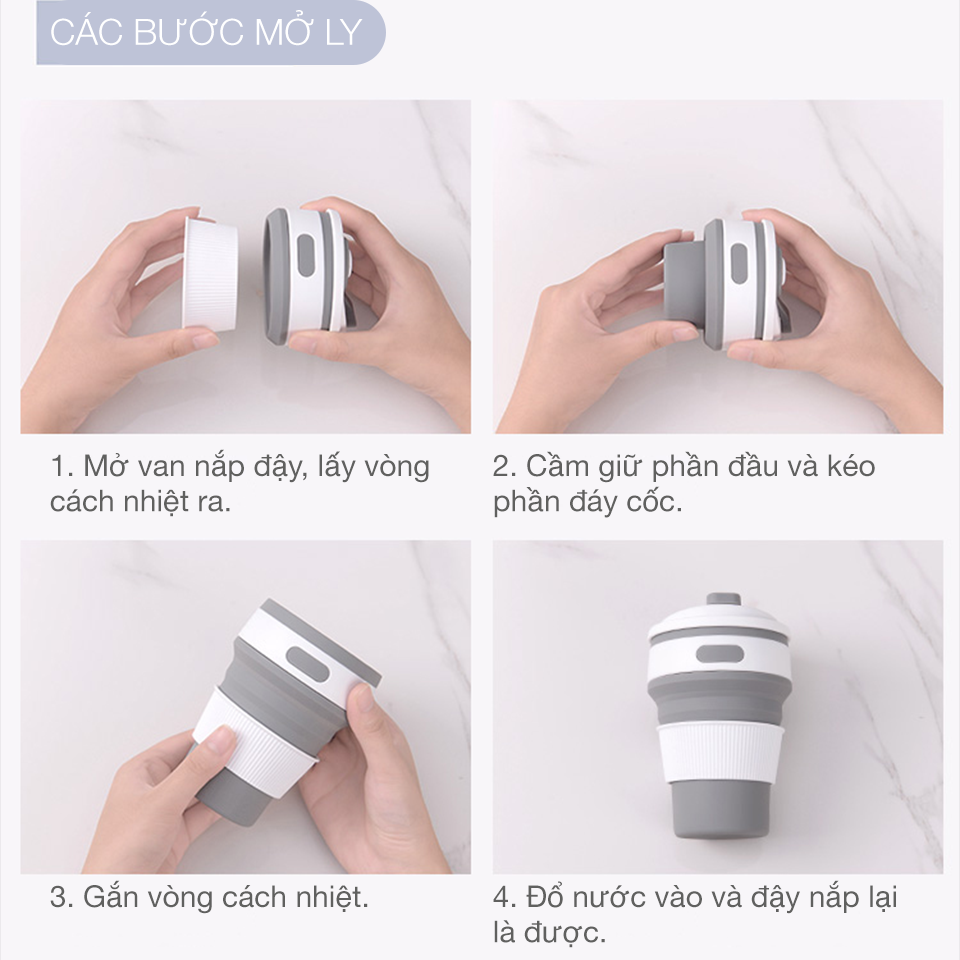 CÁC BƯỚC MỞ LY
1. Mở van nắp đậy, lấy vòng
cách nhiệt ra.
2. Cầm giữ phần đầu và kéo
phần đáy cốc.
3. Gắn vòng cách nhiệt.
4. Đổ nước vào và đậy nắp lại
là được.